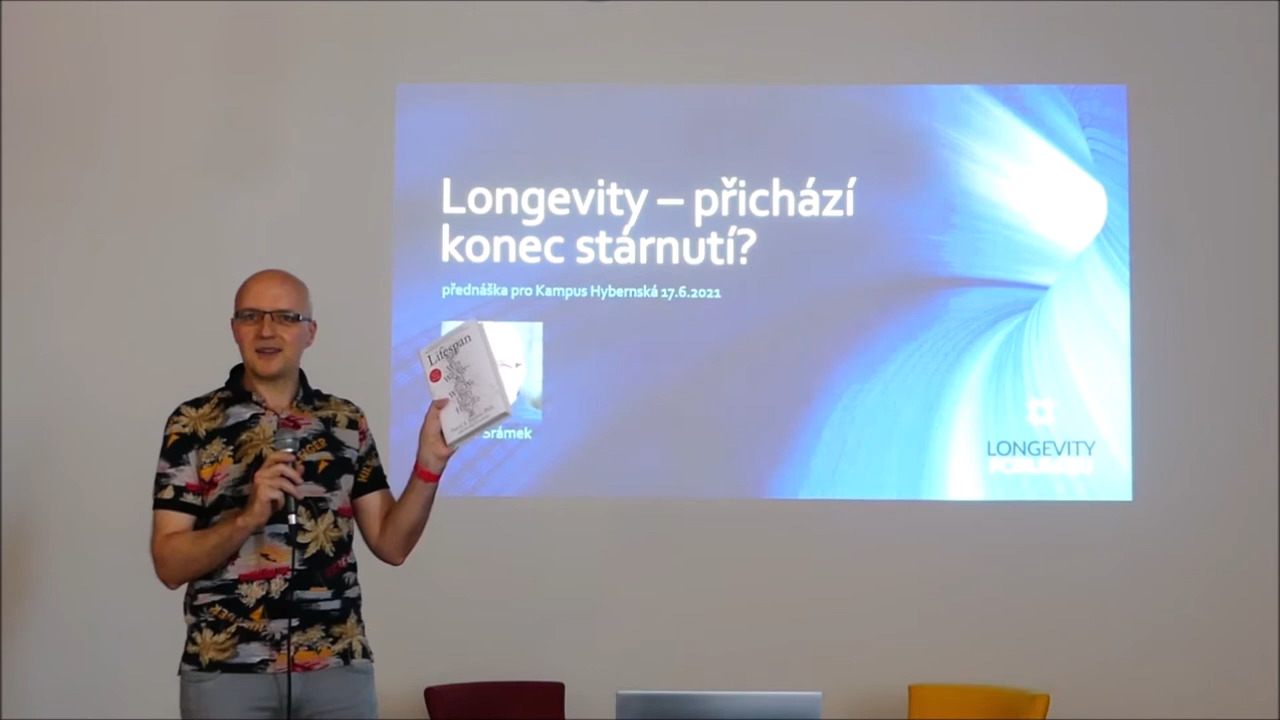 Longevity – přichází
konec stárnutí?
přednáška pro Kampus Hybernská 17.6.2021
Lifespan
Šrámek
LONGEVITY